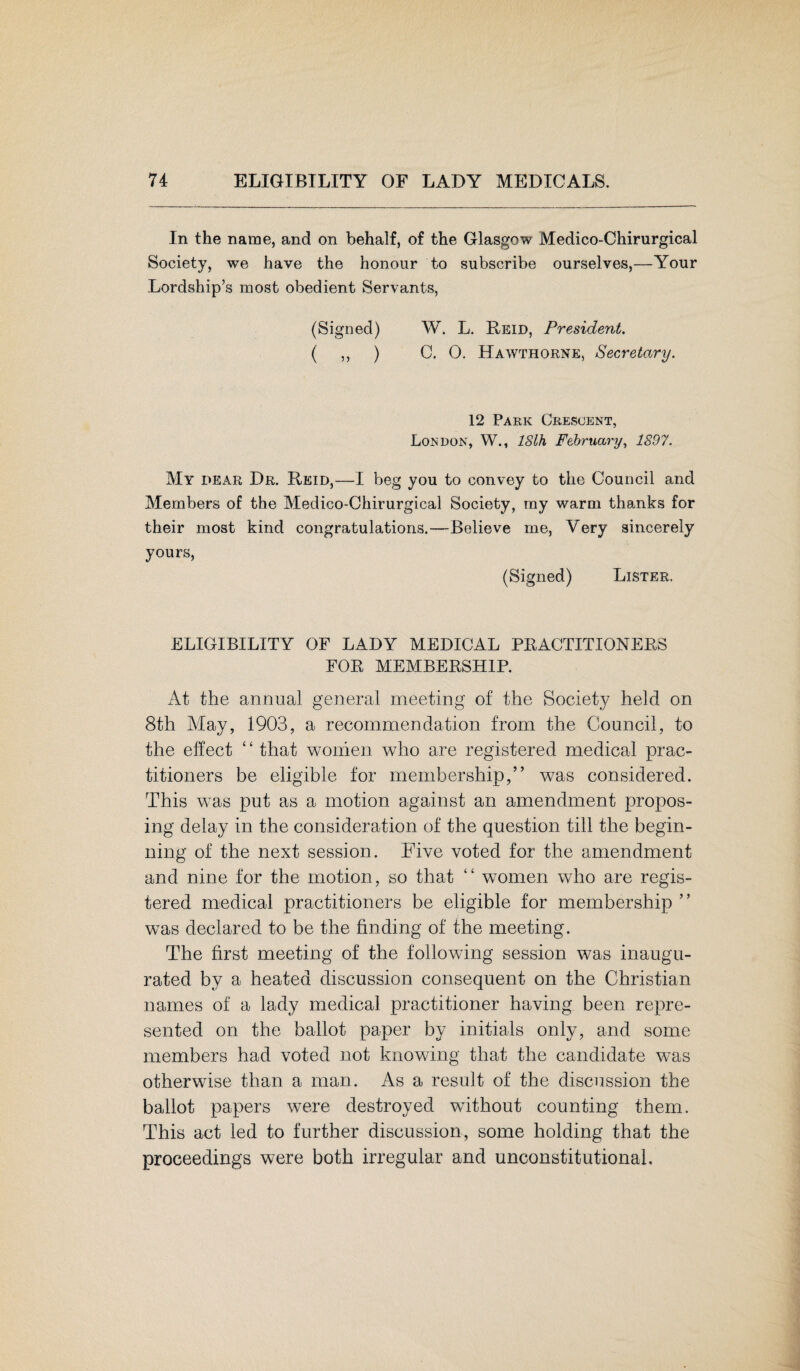 74 ELIGIBILITY OF LADY MEDICALS.
In the name, and on behalf, of the Glasgow Medico-Chirurgical
Society, we have the honour to subscribe ourselves,—Your
Lordship’s most obedient Servants,
(Signed) W. L. Reid, President.
( „ ) C. O. Hawthorne, Secretary.
12 Park Crescent,
London, W., 18th February, 1897.
My dear Dr. Reid,—I beg you to convey to the Council and
Members of the Medico-Chirurgical Society, my warm thanks for
their most kind congratulations.—Believe me, Very sincerely
yours,
(Signed) Lister.
ELIGIBILITY OF LADY MEDICAL PRACTITIONERS
FOR MEMBERSHIP.
At the annual general meeting of the Society held on
8th May, 1903, a recommendation from the Council, to
the effect “that women who are registered medical prac-
titioners be eligible for membership,” was considered.
This was put as a motion against an amendment propos-
ing delay in the consideration of the question till the begin-
ning of the next session. Five voted for the amendment
and nine for the motion, so that “women who are regis-
tered medical practitioners be eligible for membership”
was declared to be the finding of the meeting.
The first meeting of the following session was inaugu-
rated by a heated discussion consequent on the Christian
names of a lady medical practitioner having been repre-
sented on the ballot paper by initials only, and some
members had voted not knowing that the candidate was
otherwise than a man. As a result of the discussion the
ballot papers were destroyed without counting them.
This act led to further discussion, some holding that the
proceedings were both irregular and unconstitutional.